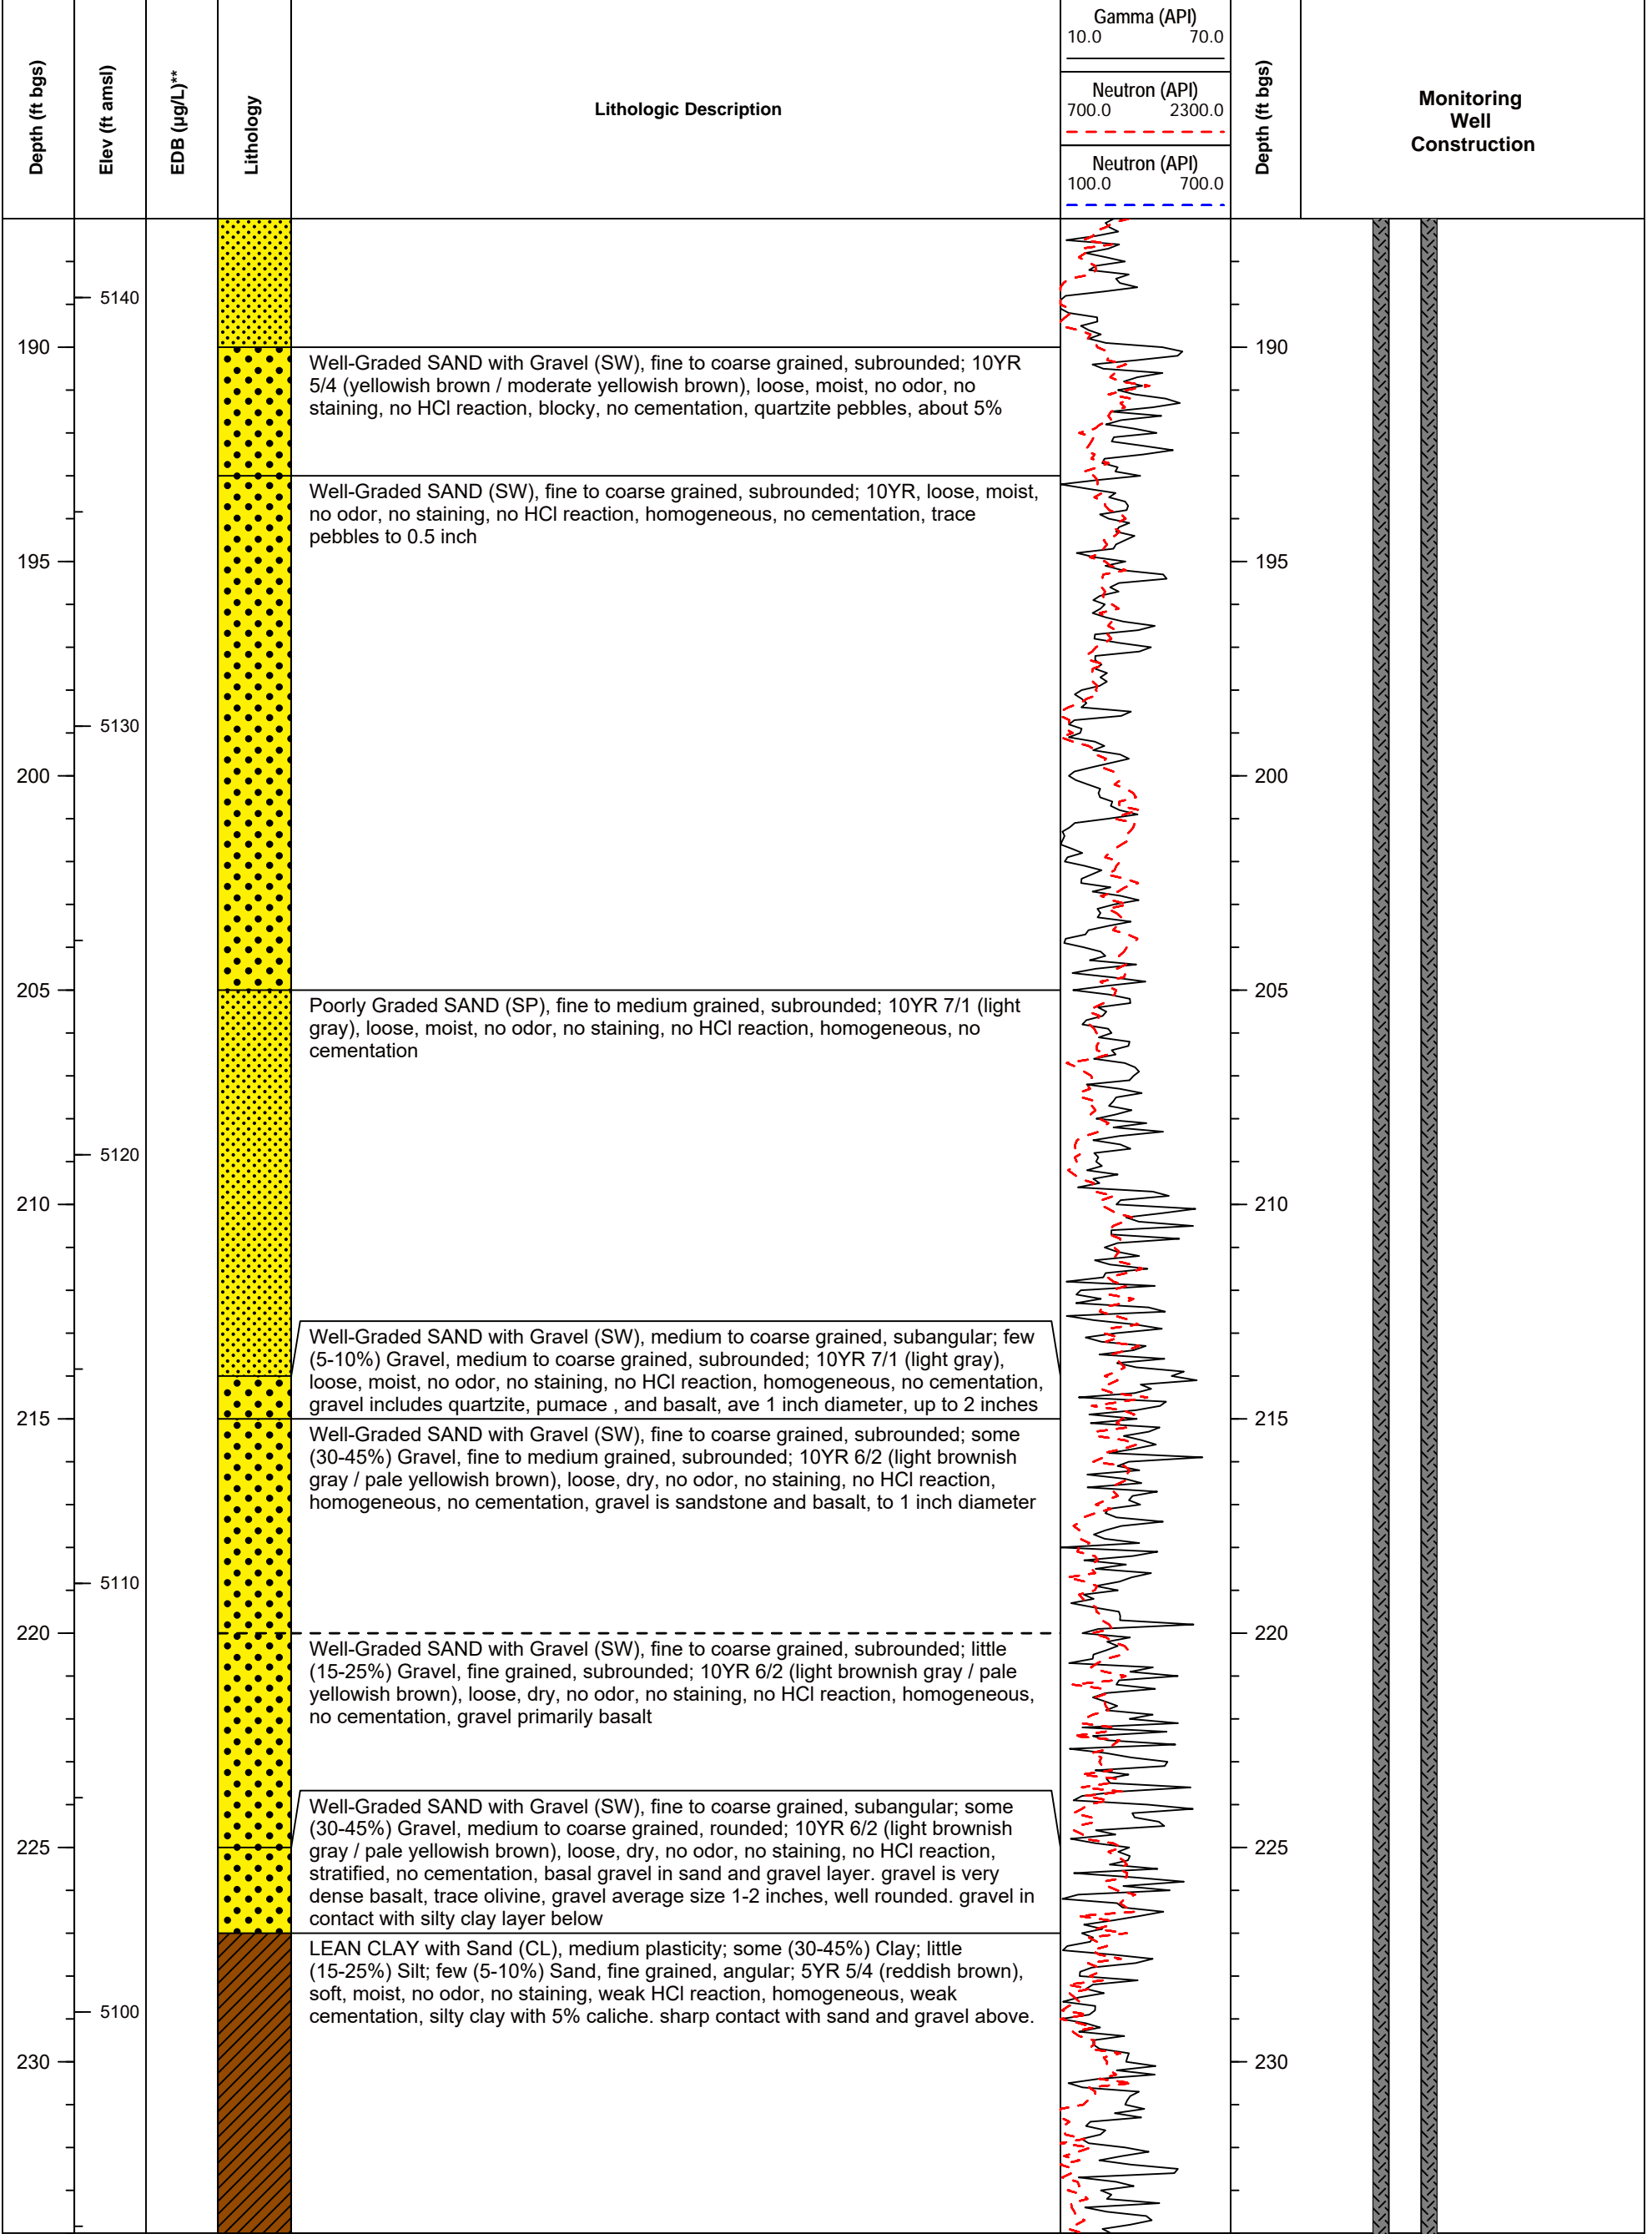 Depth (ft bgs)
Elev (ft amsl)
EDB (µg/L)**
Lithology
Lithologic Description
Gamma (API)
10.0 70.0
Neutron (API)
700.0 2300.0
Neutron (API)
100.0 700.0
Depth (ft bgs)
Monitoring
Well
Construction
5140
190 190
Well-Graded SAND with Gravel (SW), fine to coarse grained, subrounded; 10YR
5/4 (yellowish brown / moderate yellowish brown), loose, moist, no odor, no
staining, no HCl reaction, blocky, no cementation, quartzite pebbles, about 5%
Well-Graded SAND (SW), fine to coarse grained, subrounded; 10YR, loose, moist,
no odor, no staining, no HCl reaction, homogeneous, no cementation, trace
pebbles to 0.5 inch
195 195
5130
200 200
205 205
Poorly Graded SAND (SP), fine to medium grained, subrounded; 10YR 7/1 (light
gray), loose, moist, no odor, no staining, no HCl reaction, homogeneous, no
cementation
5120
210 210
Well-Graded SAND with Gravel (SW), medium to coarse grained, subangular; few
(5-10%) Gravel, medium to coarse grained, subrounded; 10YR 7/1 (light gray),
loose, moist, no odor, no staining, no HCl reaction, homogeneous, no cementation,
gravel includes quartzite, pumace , and basalt, ave 1 inch diameter, up to 2 inches
215 215
Well-Graded SAND with Gravel (SW), fine to coarse grained, subrounded; some
(30-45%) Gravel, fine to medium grained, subrounded; 10YR 6/2 (light brownish
gray / pale yellowish brown), loose, dry, no odor, no staining, no HCl reaction,
homogeneous, no cementation, gravel is sandstone and basalt, to 1 inch diameter
5110
220 220
Well-Graded SAND with Gravel (SW), fine to coarse grained, subrounded; little
(15-25%) Gravel, fine grained, subrounded; 10YR 6/2 (light brownish gray / pale
yellowish brown), loose, dry, no odor, no staining, no HCl reaction, homogeneous,
no cementation, gravel primarily basalt
Well-Graded SAND with Gravel (SW), fine to coarse grained, subangular; some
(30-45%) Gravel, medium to coarse grained, rounded; 10YR 6/2 (light brownish
gray / pale yellowish brown), loose, dry, no odor, no staining, no HCl reaction,
stratified, no cementation, basal gravel in sand and gravel layer. gravel is very
dense basalt, trace olivine, gravel average size 1-2 inches, well rounded. gravel in
contact with silty clay layer below
225 225
LEAN CLAY with Sand (CL), medium plasticity; some (30-45%) Clay; little
(15-25%) Silt; few (5-10%) Sand, fine grained, angular; 5YR 5/4 (reddish brown),
soft, moist, no odor, no staining, weak HCl reaction, homogeneous, weak
cementation, silty clay with 5% caliche. sharp contact with sand and gravel above.
5100
230 230